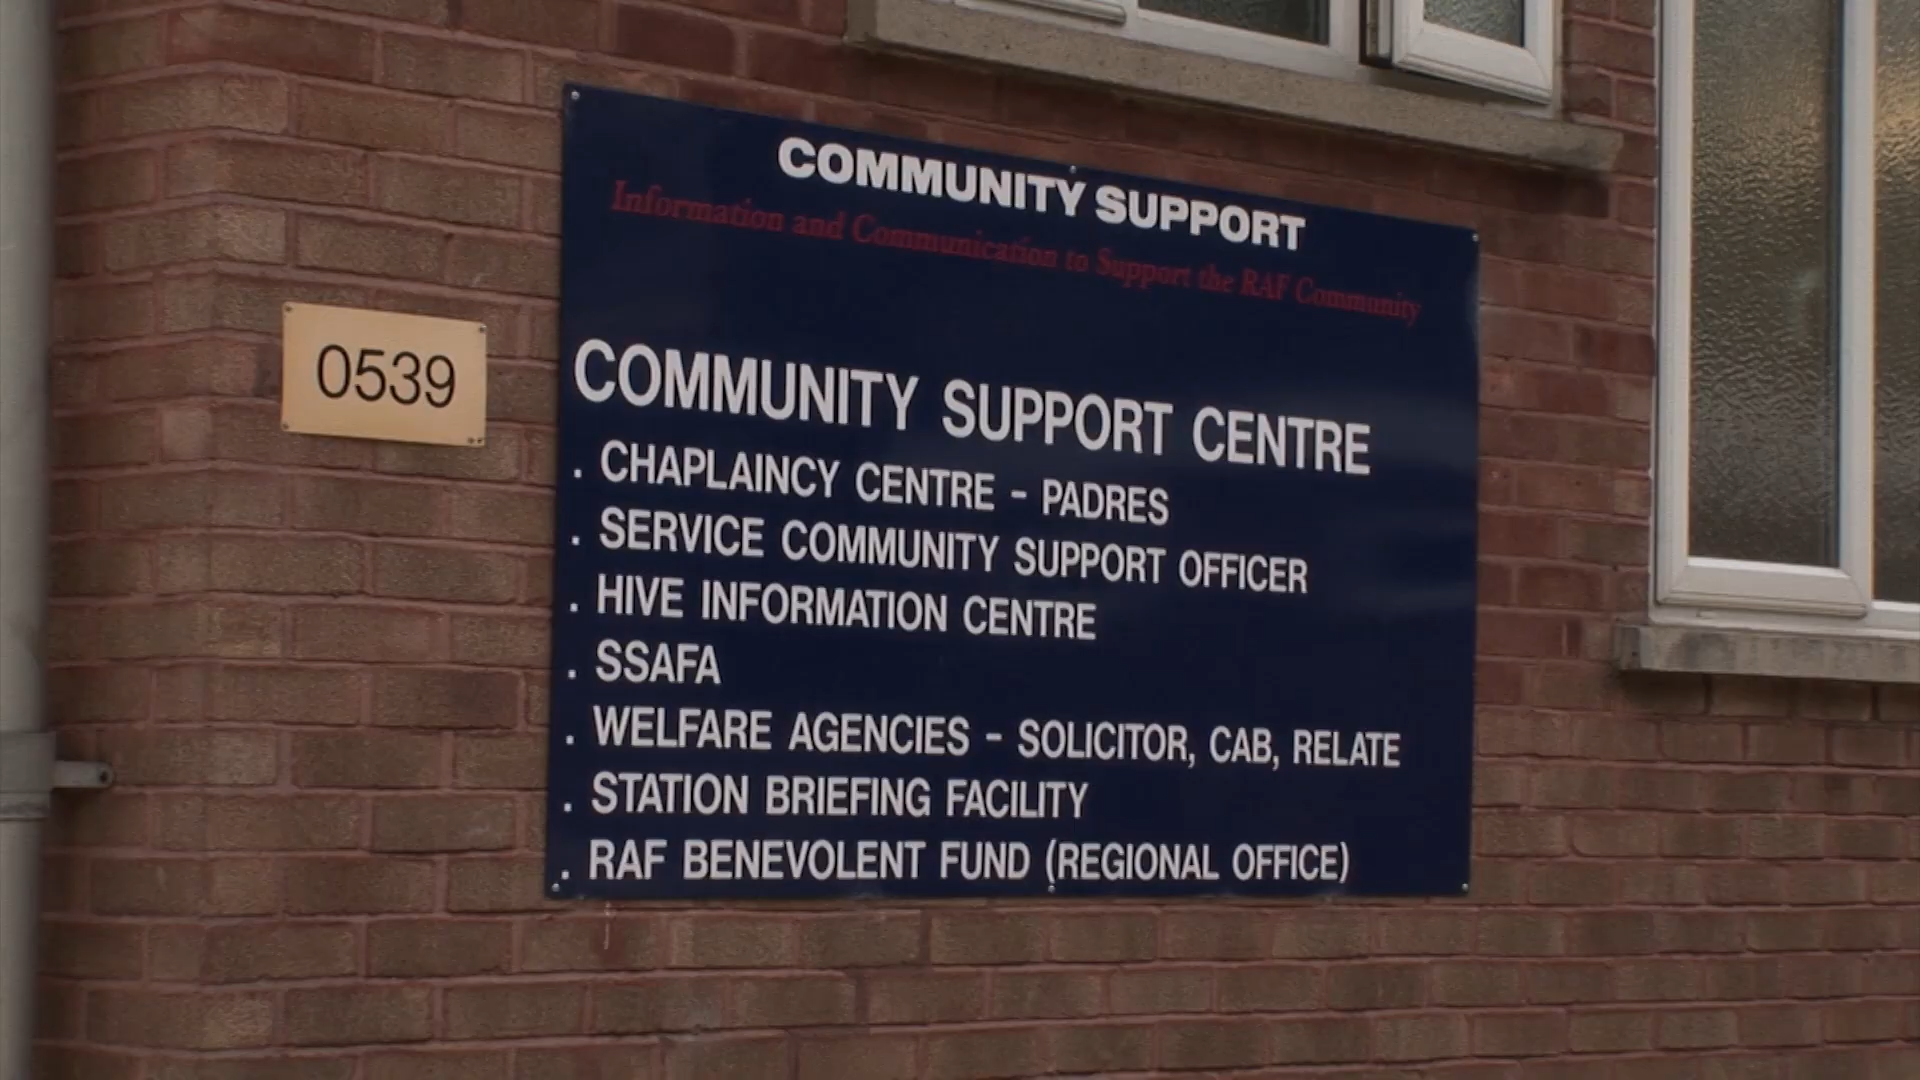 COMMUNITY SUPPORT
Information and Communication to Support the RAF Community
0539
COMMUNITY SUPPORT CENTRE
. CHAPLAINCY CENTRE - PADRES
. SERVICE COMMUNITY SUPPORT OFFICER
. HIVE INFORMATION CENTRE
. SSAFA
. WELFARE AGENCIES - SOLICITOR, CAB, RELATE
. STATION BRIEFING FACILITY
. RAF BENEVOLENT FUND (REGIONAL OFFICE)